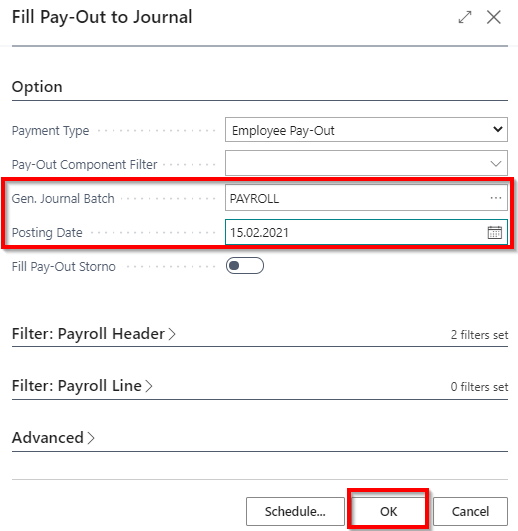 Fill Pay-Out to Journal
Option
Payment Type Employee Pay-Out
Pay-Out Component Filter
Gen. Journal Batch PAYROLL
Posting Date 15.02.2021
Fill Pay-Out Storno
Filter: Payroll Header 2 filters set
Filter: Payroll Line 0 filters set
Advanced
Schedule... OK Cancel